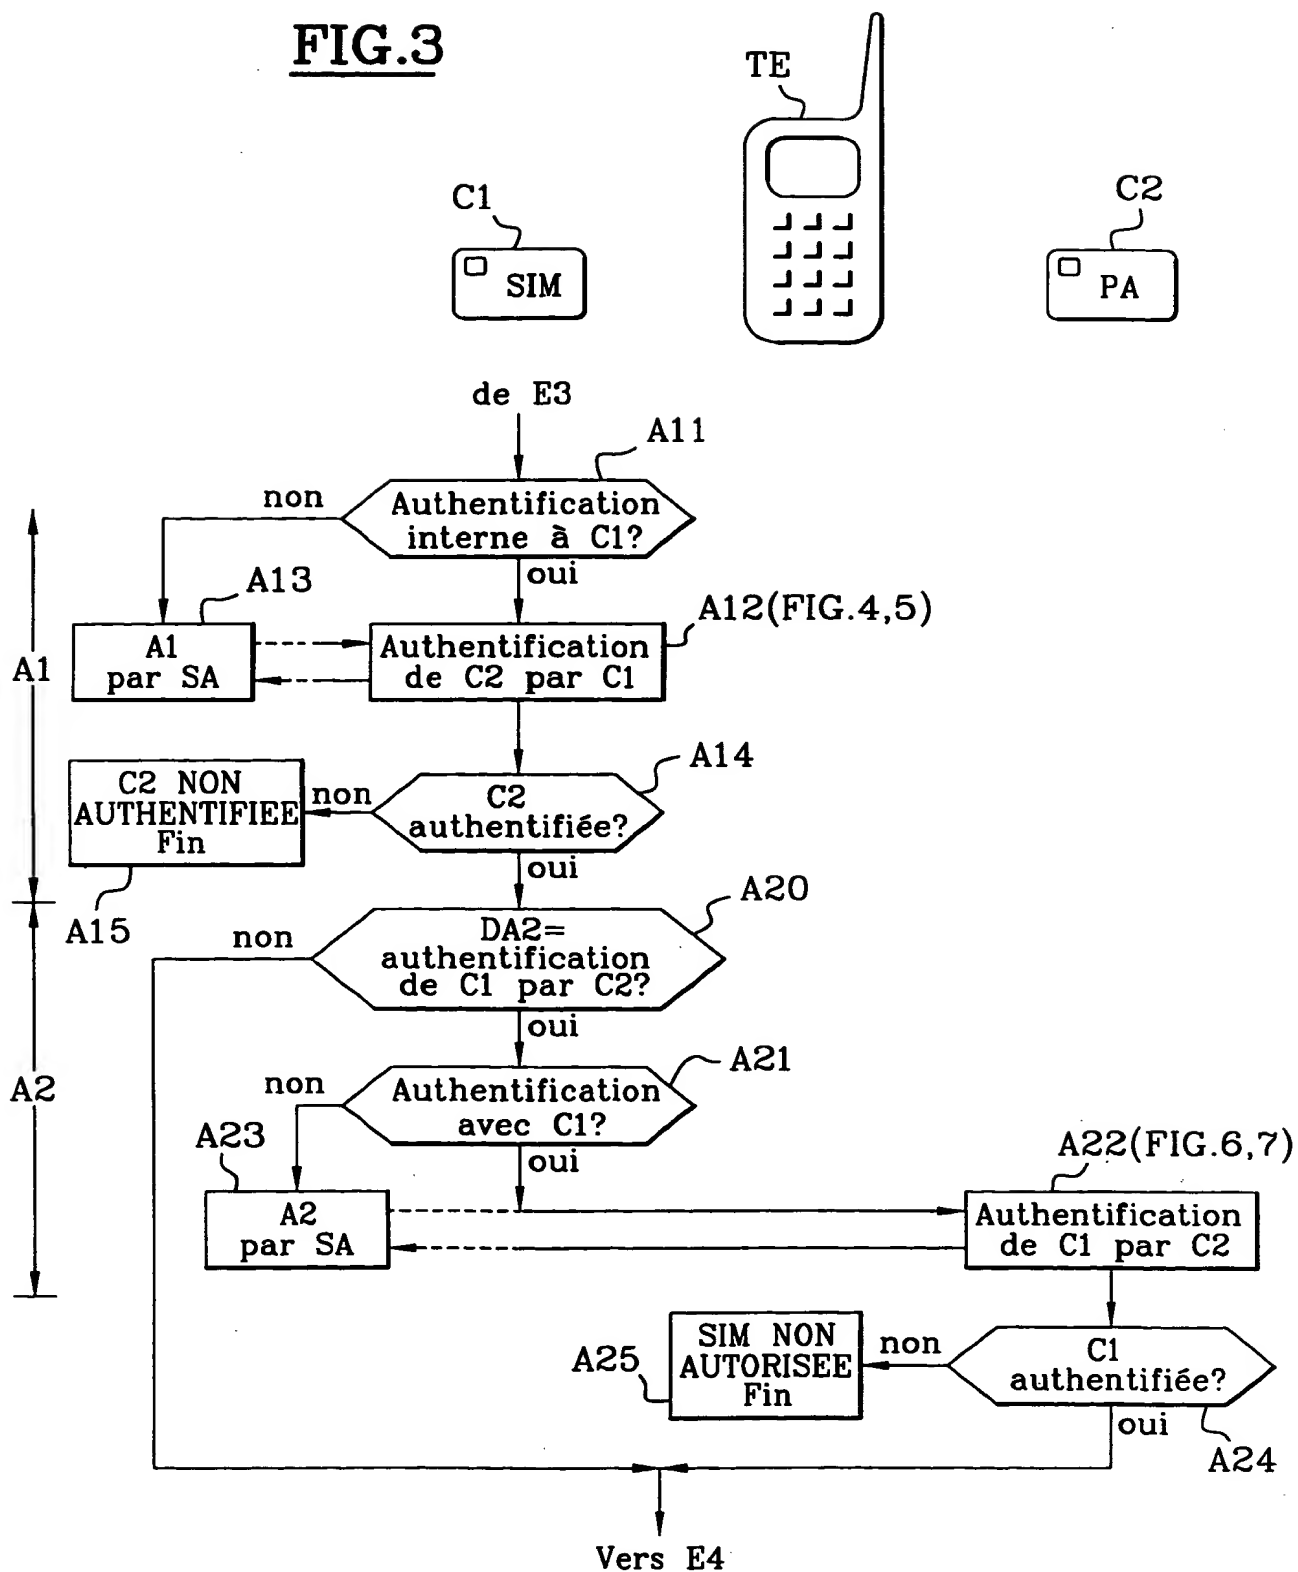 FIG.3
TE
C1
C2
SIM
PA
de E3
A11
non
Authentification
interne à C1?
oui
A13
A12(FIG.4,5)
A1
par SA
Authentification
de C2 par C1
A1
A14
C2 NON
AUTHENTIFIEE
Fin
non
C2
authentifiée?
oui
A15
A20
non
DA2=
authentification
de C1 par C2?
oui
A21
non
Authentification
avec C1?
A2
A23
oui
A22(FIG.6,7)
A2
par SA
Authentification
de C1 par C2
SIM NON
AUTORISEE
Fin
non
C1
authentifiée?
A25
oui
A24
Vers E4